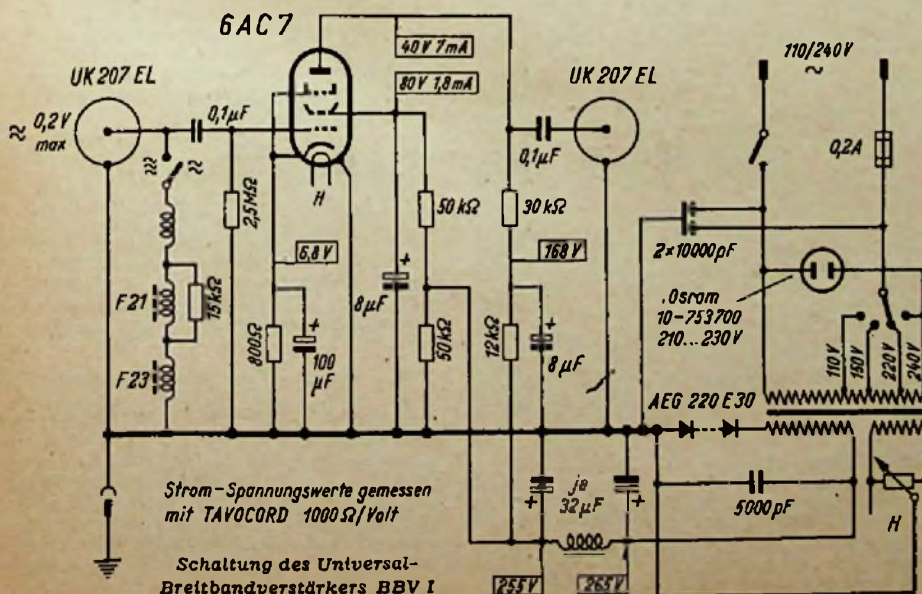 6AC7
40V 7mA
80V 1,8mA
110/240V
~
UK 207 EL
UK 207 EL
≈ 0,2V
max
0,1µF
0,1µF
0,2A
H
2,5MΩ
50kΩ
30kΩ
6,8V
168V
2×10000pF
F21
15kΩ
8µF
.Osram
10-753700
210...230V
800Ω
100
µF
50kΩ
12kΩ
8µF
F23
110V
150V
220V
240V
AEG 220 E 30
Strom-Spannungswerte gemessen
mit TAVOCORD 1000Ω/Volt
je
32µF
5000pF
H
Schaltung des Universal-
Breitbandverstärkers BBV I
255V
265V